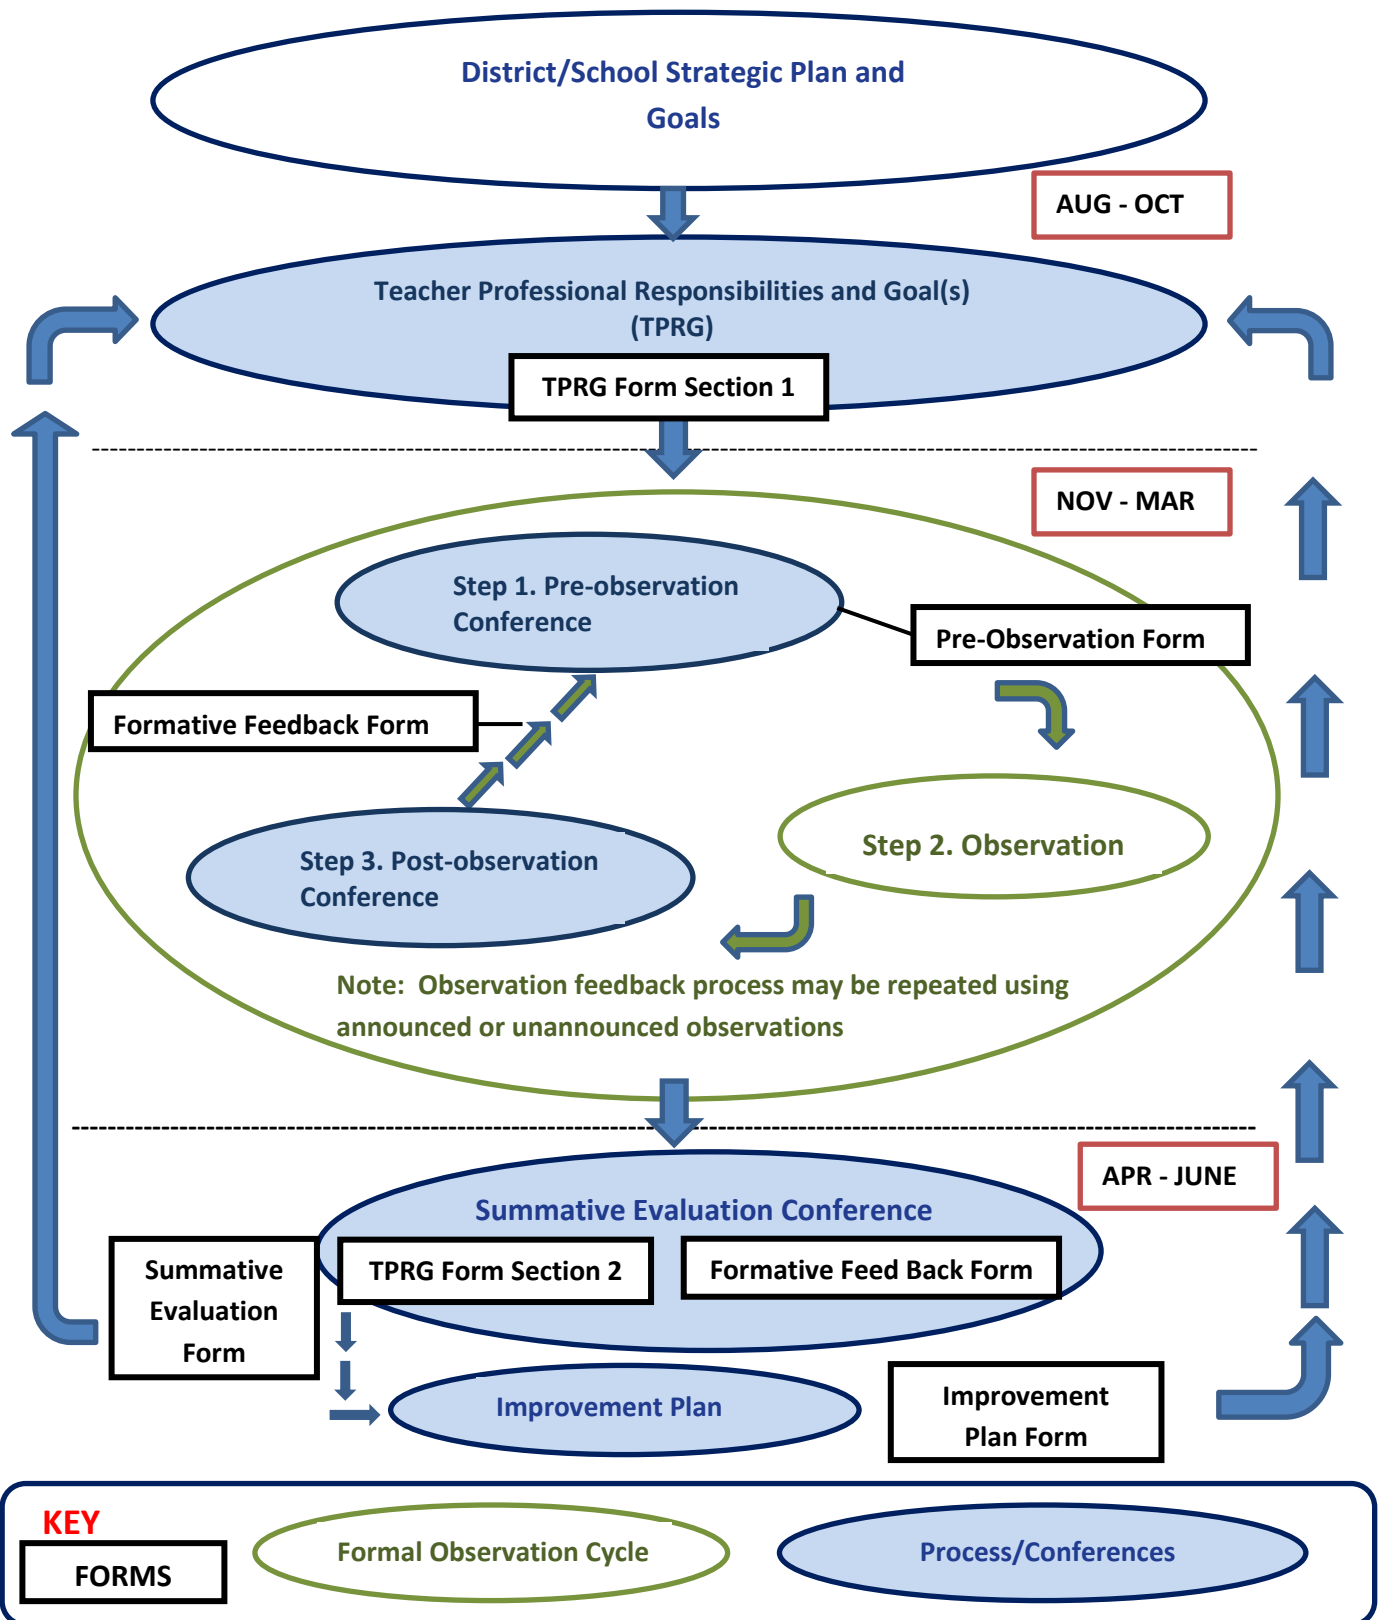 District/School Strategic Plan and
Goals
AUG - OCT
Teacher Professional Responsibilities and Goal(s)
(TPRG)
TPRG Form Section 1
NOV - MAR
Step 1. Pre-observation
Conference
Pre-Observation Form
Formative Feedback Form
Step 2. Observation
Step 3. Post-observation
Conference
Note:  Observation feedback process may be repeated using
announced or unannounced observations
APR - JUNE
Summative Evaluation Conference
Summative
Evaluation
Form
TPRG Form Section 2
Formative Feed Back Form
Improvement Plan
Improvement
Plan Form
KEY
FORMS
Formal Observation Cycle
Process/Conferences